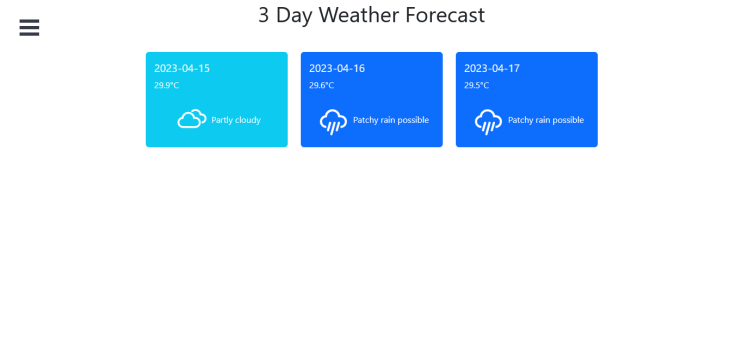 3 Day Weather Forecast
2023-04-15
29.9°C
Partly cloudy
2023-04-16
29.6°C
Patchy rain possible
2023-04-17
29.5°C
Patchy rain possible